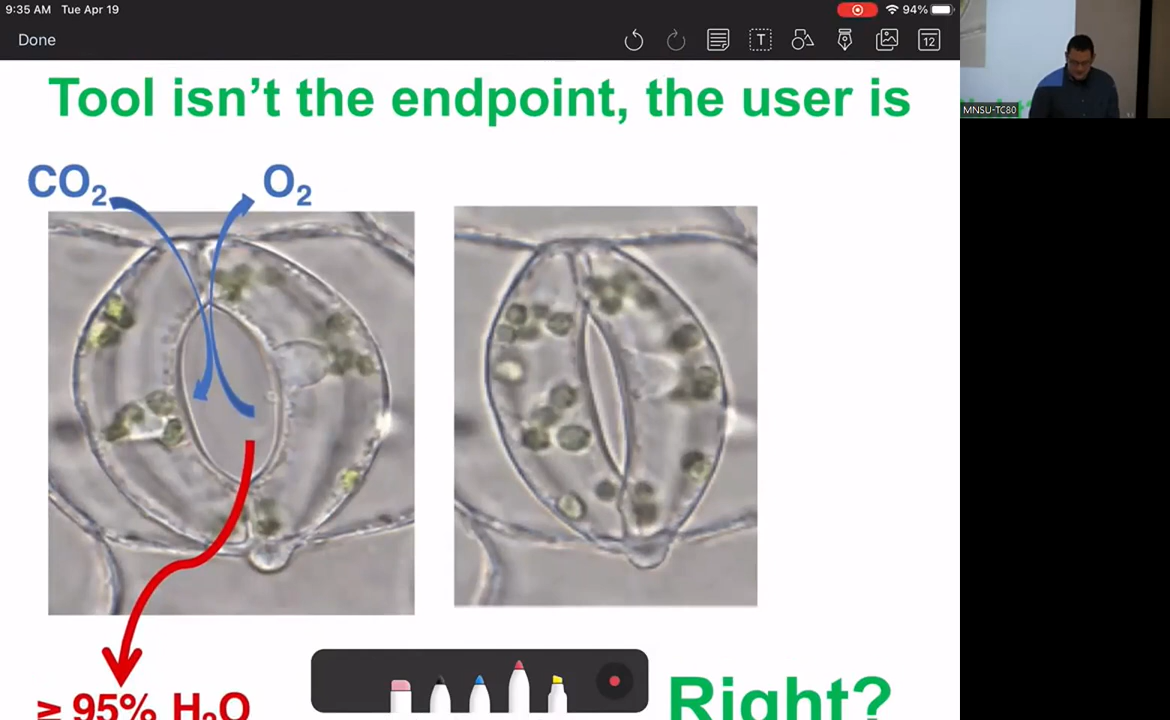 9:35 AM Tue Apr 19
94%
Done
T
12
MNSU-TC80
Tool isn't the endpoint, the user is
CO₂
O₂
≥ 95% H₂O
Right?